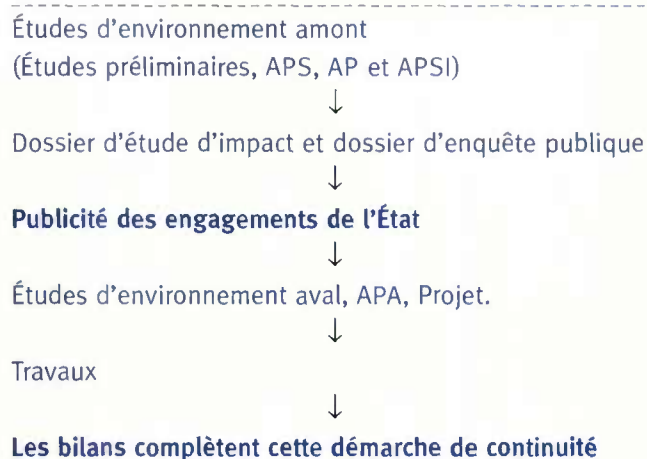 Études d'environnement amont
(Études préliminaires, APS, AP et APSI)
↓
Dossier d'étude d'impact et dossier d'enquête publique
↓
Publicité des engagements de l'État
↓
Études d'environnement aval, APA, Projet.
↓
Travaux
↓
Les bilans complètent cette démarche de continuité